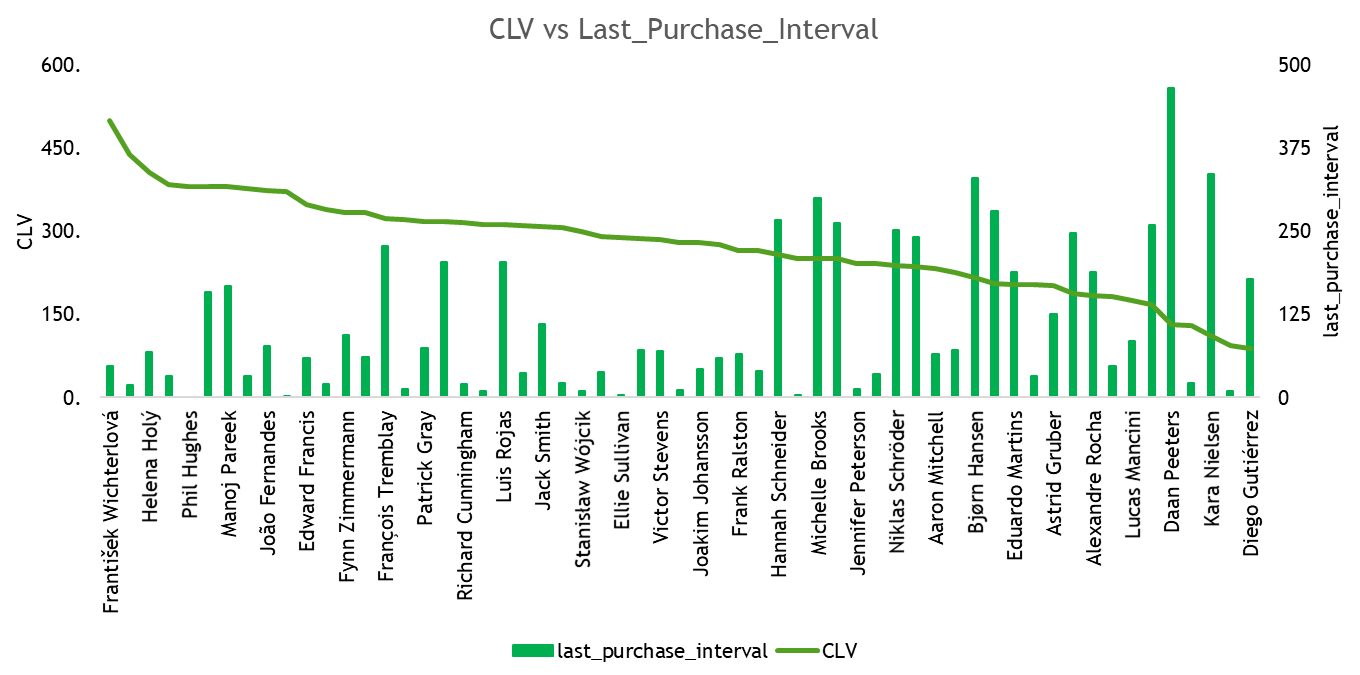 CLV vs Last_Purchase_Interval
600.
450.
300.
150.
0.
CLV
500
375
250
125
0
last_purchase_interval
František Wichterlová
Helena Holý
Phil Hughes
Manoj Pareek
João Fernandes
Edward Francis
Fynn Zimmermann
François Tremblay
Patrick Gray
Richard Cunningham
Luis Rojas
Jack Smith
Stanisław Wójcik
Ellie Sullivan
Victor Stevens
Joakim Johansson
Frank Ralston
Hannah Schneider
Michelle Brooks
Jennifer Peterson
Niklas Schröder
Aaron Mitchell
Bjørn Hansen
Eduardo Martins
Astrid Gruber
Alexandre Rocha
Lucas Mancini
Daan Peeters
Kara Nielsen
Diego Gutiérrez
last_purchase_interval
CLV